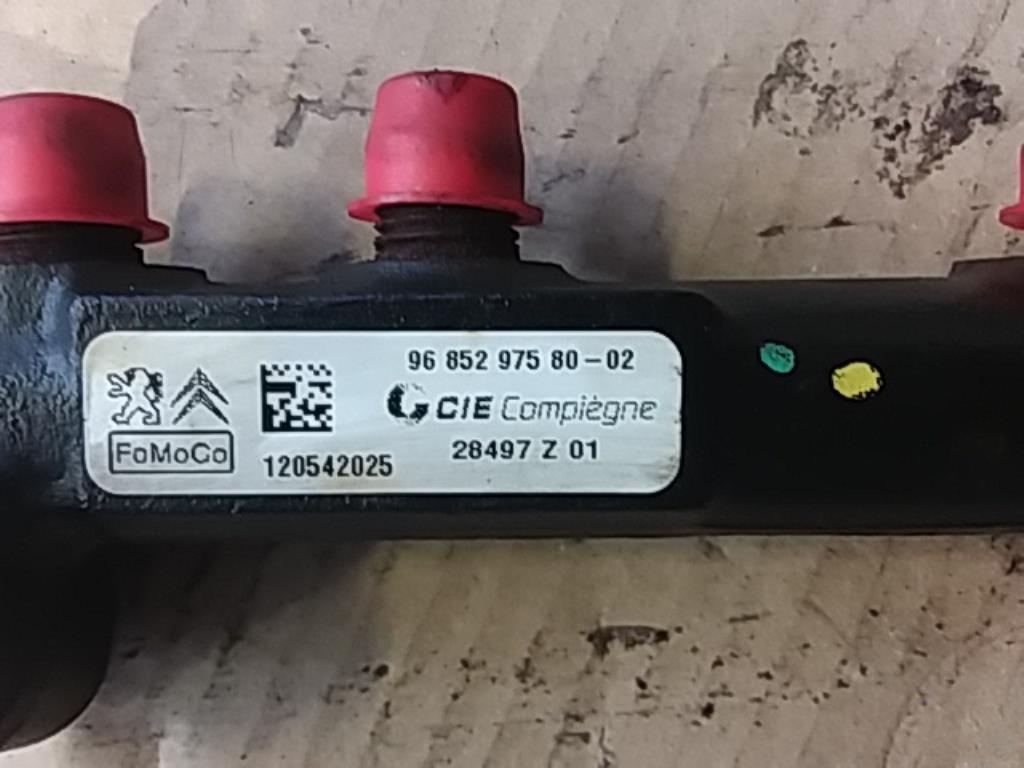 96 852 975 80-02
CIE Compiègne
FoMoCo
120542025
28497 Z 01